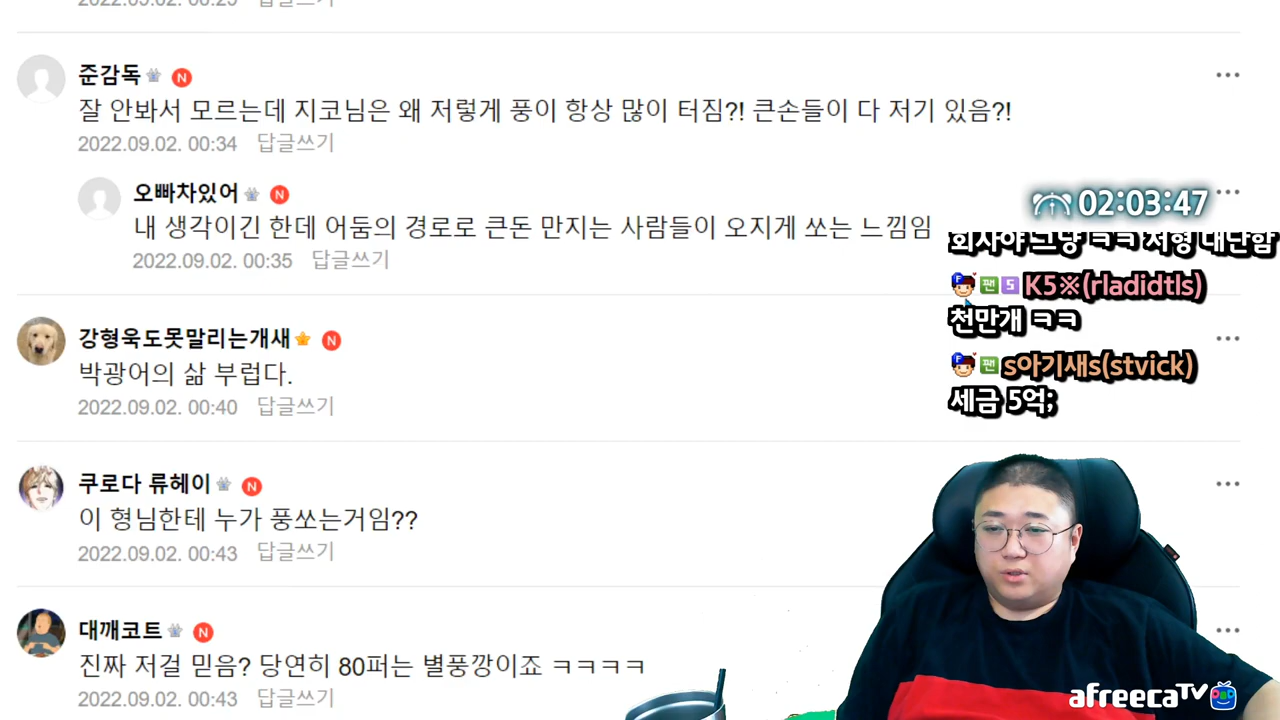 2022.09.02. 00:29 답글쓰기
준감독 N
잘 안봐서 모르는데 지코님은 왜 저렇게 풍이 항상 많이 터짐?! 큰손들이 다 저기 있음?!
2022.09.02. 00:34 답글쓰기
오빠차있어 N
내 생각이긴 한데 어둠의 경로로 큰돈 만지는 사람들이 오지게 쏘는 느낌임
2022.09.02. 00:35 답글쓰기
강형욱도못말리는개새 N
박광어의 삶 부럽다.
2022.09.02. 00:40 답글쓰기
쿠로다 류헤이 N
이 형님한테 누가 풍쏘는거임??
2022.09.02. 00:43 답글쓰기
대깨코트 N
진짜 저걸 믿음? 당연히 80퍼는 별풍깡이죠 ㅋㅋㅋㅋ
2022.09.02. 00:43 답글쓰기
02:03:47
회사야 그냥 ㅋㅋ 저형 대단함
F 팬 S K5※(rladidtls)
천만개 ㅋㅋ
F 팬 s아기새s(stvick)
세금 5억;
afreecaTV